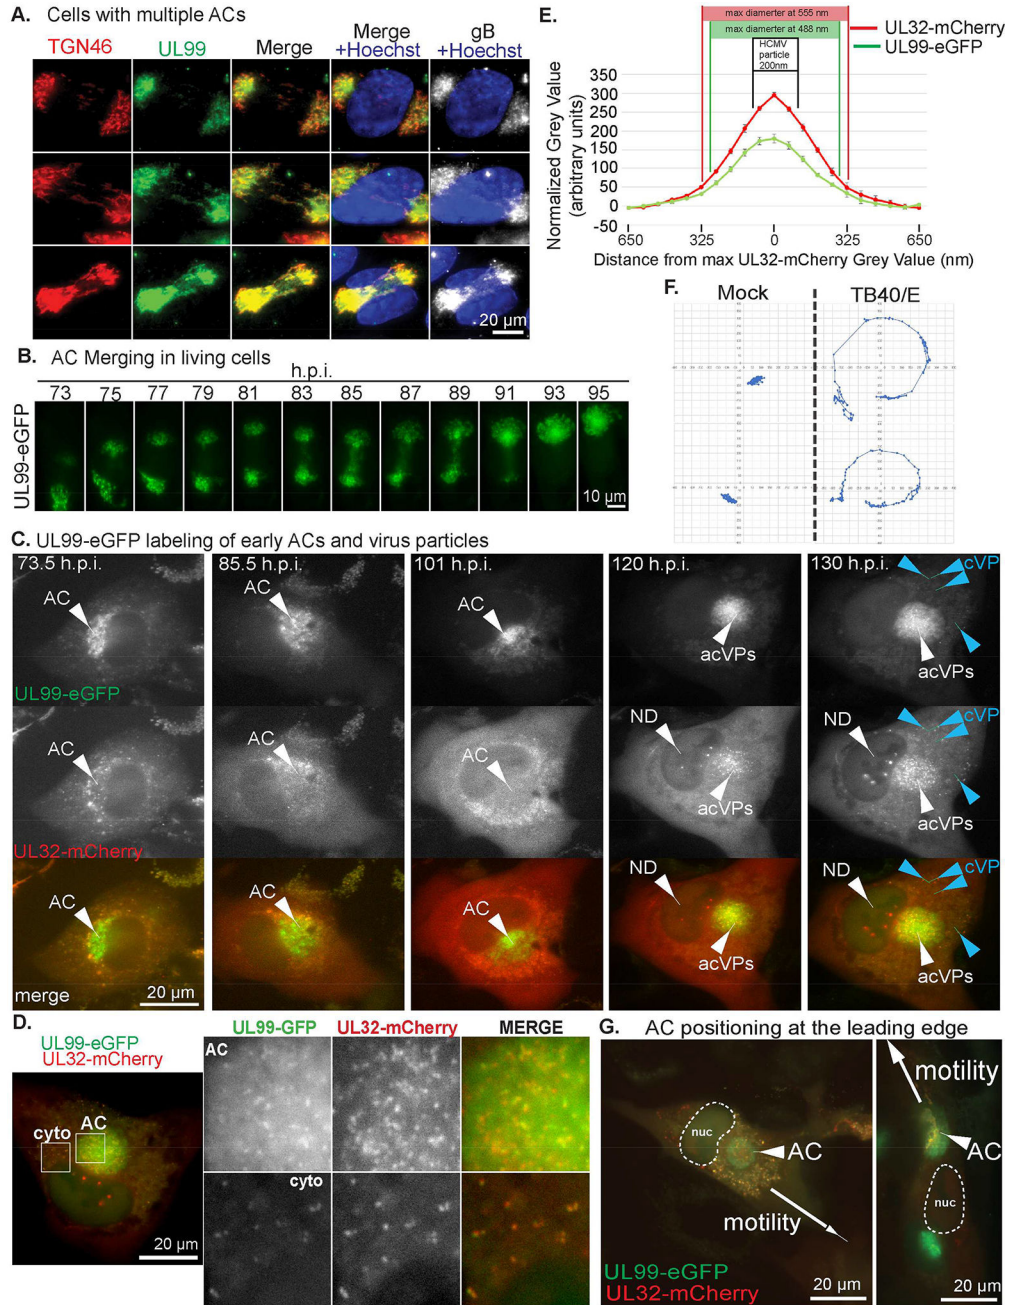 A. Cells with multiple ACs
TGN46 UL99 Merge Merge +Hoechst gB +Hoechst
20 µm
B. AC Merging in living cells
h.p.i.
73 75 77 79 81 83 85 87 89 91 93 95
UL99-eGFP
10 µm
C. UL99-eGFP labeling of early ACs and virus particles
73.5 h.p.i. 85.5 h.p.i. 101 h.p.i. 120 h.p.i. 130 h.p.i.
cVP
AC AC AC
acVPs acVPs
UL99-eGFP
AC AC AC ND ND cVP
acVPs acVPs
UL32-mCherry
AC AC AC ND ND cVP
acVPs acVPs
merge
20 µm
D.
UL99-eGFP
UL32-mCherry
cyto AC
20 µm
UL99-GFP UL32-mCherry MERGE
AC
cyto
E.
max diamerter at 555 nm
max diameter at 488 nm
UL32-mCherry
UL99-eGFP
HCMV
particle
200nm
Normalized Grey Value
(arbitrary units)
350
300
250
200
150
100
50
0
-50
650 325 0 325 650
Distance from max UL32-mCherry Grey Value (nm)
F.
Mock TB40/E
G. AC positioning at the leading edge
nuc
AC
motility
UL99-eGFP
UL32-mCherry
20 µm
motility
AC
nuc
20 µm